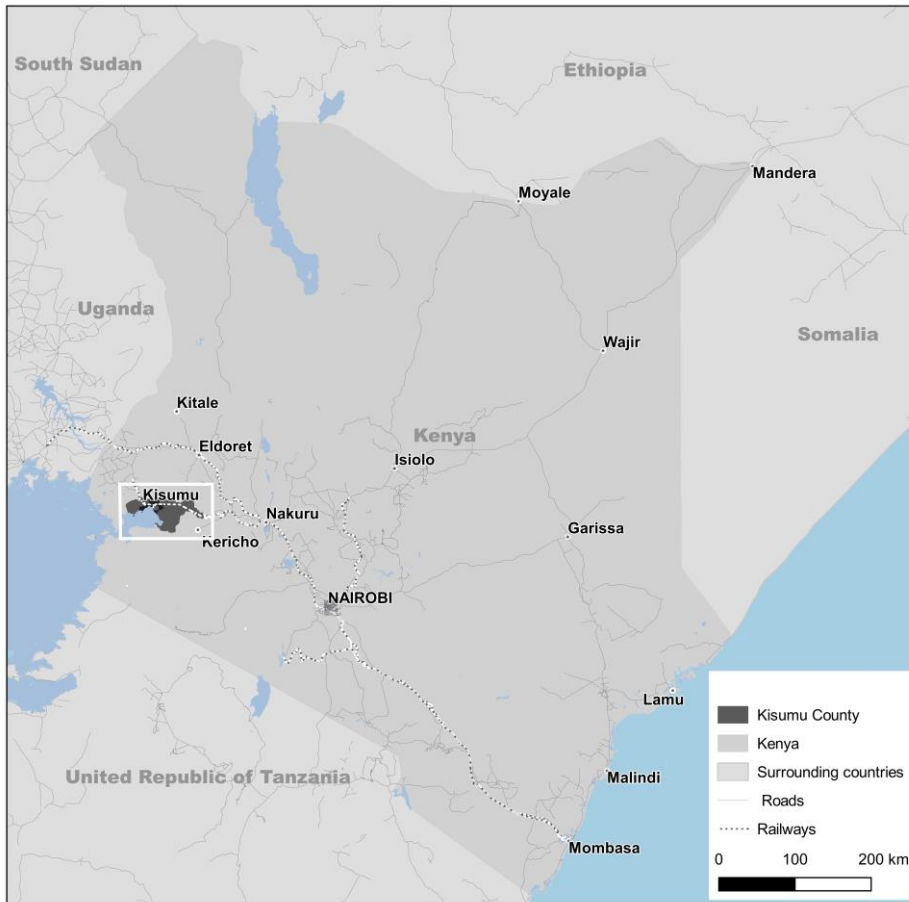 South Sudan
Ethiopia
Mandera
Moyale
Uganda
Somalia
Wajir
Kitale
Kenya
Eldoret
Isiolo
Kisumu
Nakuru
Garissa
Kericho
NAIROBI
Lamu
Kisumu County
Kenya
Surrounding countries
Roads
Railways
United Republic of Tanzania
Malindi
Mombasa
0 100 200 km